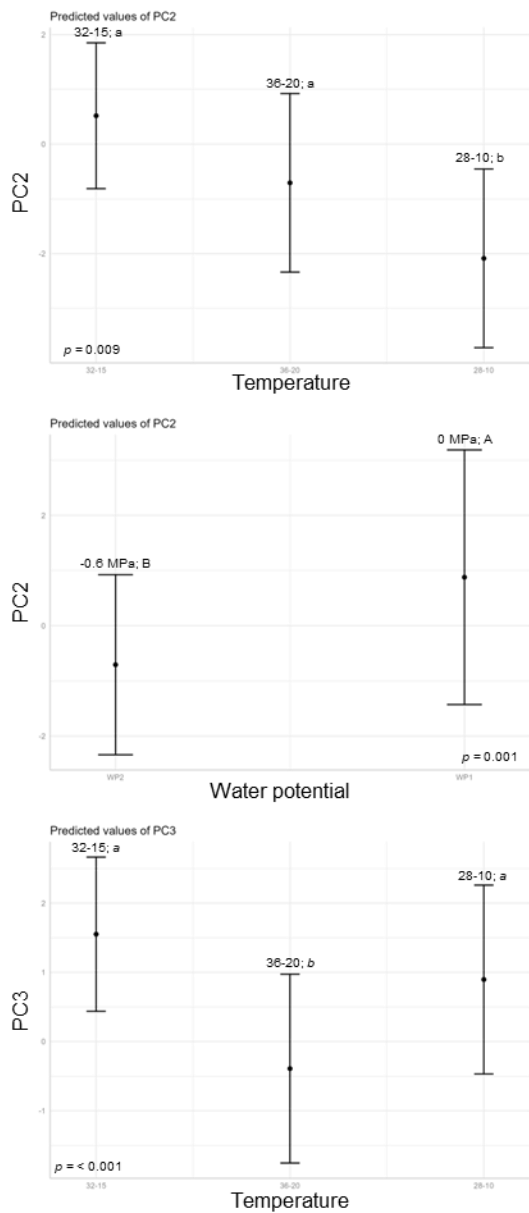 Predicted values of PC2
32-15; a
36-20; a
28-10; b
2
0
-2
PC2
p = 0.009
32-15
36-20
28-10
Temperature
Predicted values of PC2
0 MPa; A
-0.6 MPa; B
2
0
-2
PC2
p = 0.001
WP2
WP1
Water potential
Predicted values of PC3
32-15; a
28-10; a
36-20; b
2
1
0
-1
PC3
p = < 0.001
32-15
36-20
28-10
Temperature